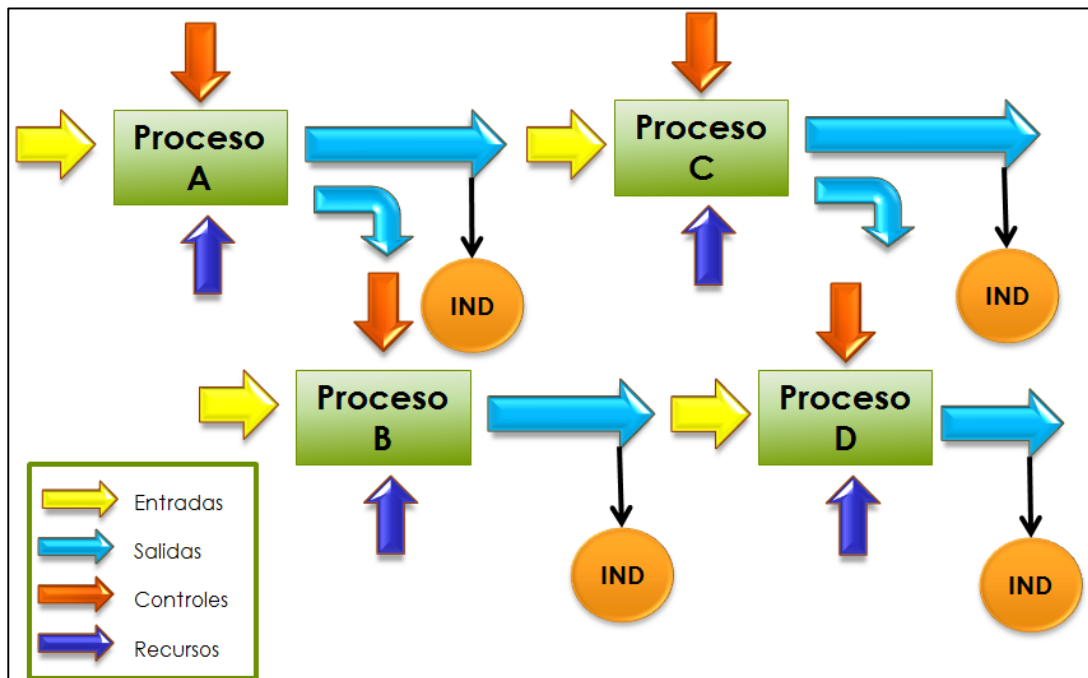 Proceso
A
Proceso
C
IND
IND
Proceso
B
Proceso
D
IND
IND
Entradas
Salidas
Controles
Recursos